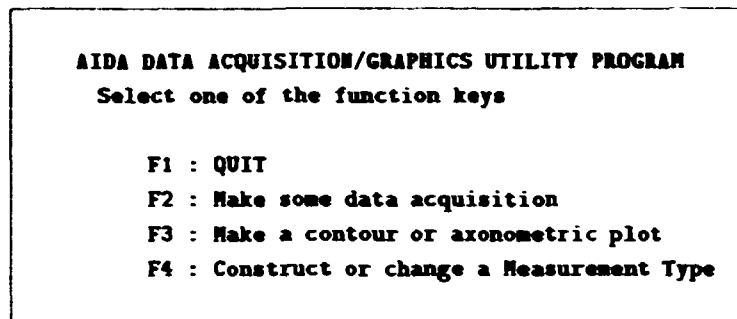 AIDA DATA ACQUISITION/GRAPHICS UTILITY PROGRAM
Select one of the function keys
F1 : QUIT
F2 : Make some data acquisition
F3 : Make a contour or axonometric plot
F4 : Construct or change a Measurement Type